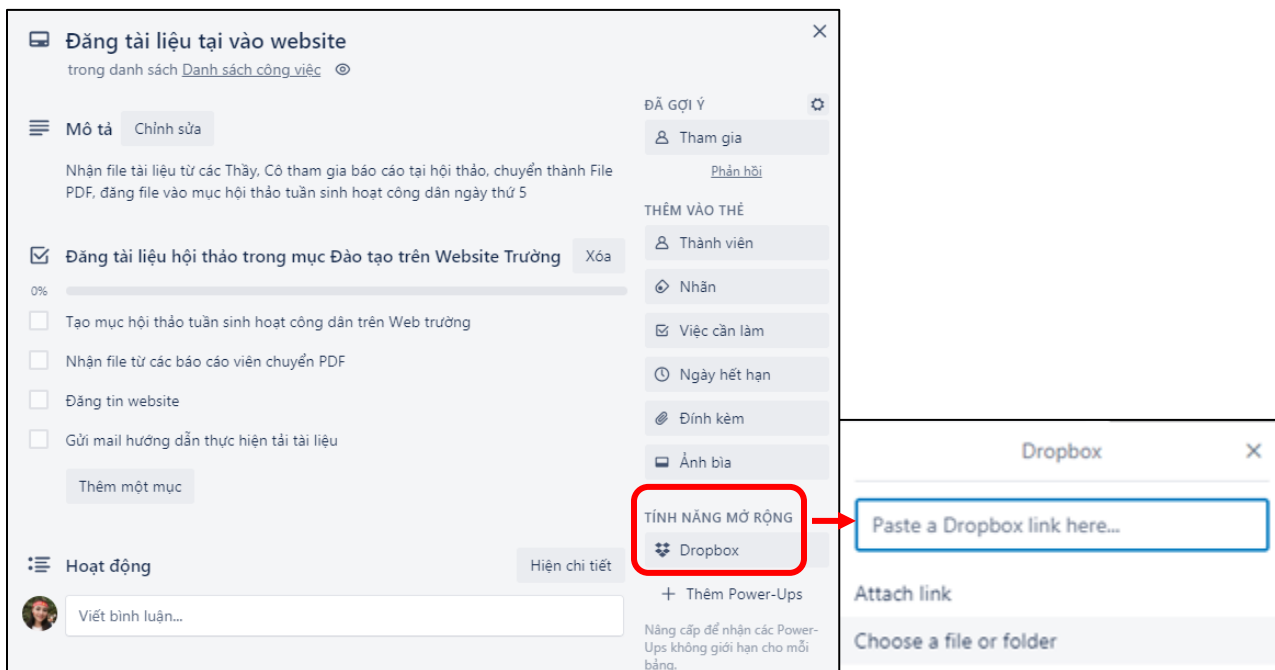 Đăng tài liệu tại vào website
trong danh sách Danh sách công việc
Mô tả Chỉnh sửa
Nhận file tài liệu từ các Thầy, Cô tham gia báo cáo tại hội thảo, chuyển thành File
PDF, đăng file vào mục hội thảo tuần sinh hoạt công dân ngày thứ 5
Đăng tài liệu hội thảo trong mục Đào tạo trên Website Trường Xóa
0%
Tạo mục hội thảo tuần sinh hoạt công dân trên Web trường
Nhận file từ các báo cáo viên chuyển PDF
Đăng tin website
Gửi mail hướng dẫn thực hiện tải tài liệu
Thêm một mục
Hoạt động Hiện chi tiết
Viết bình luận...
ĐÃ GỢI Ý
Tham gia
Phản hồi
THÊM VÀO THẺ
Thành viên
Nhãn
Việc cần làm
Ngày hết hạn
Đính kèm
Ảnh bìa
TÍNH NĂNG MỞ RỘNG
Dropbox
+ Thêm Power-Ups
Nâng cấp để nhận các Power-
Ups không giới hạn cho mỗi
bảng.
Dropbox
Paste a Dropbox link here...
Attach link
Choose a file or folder